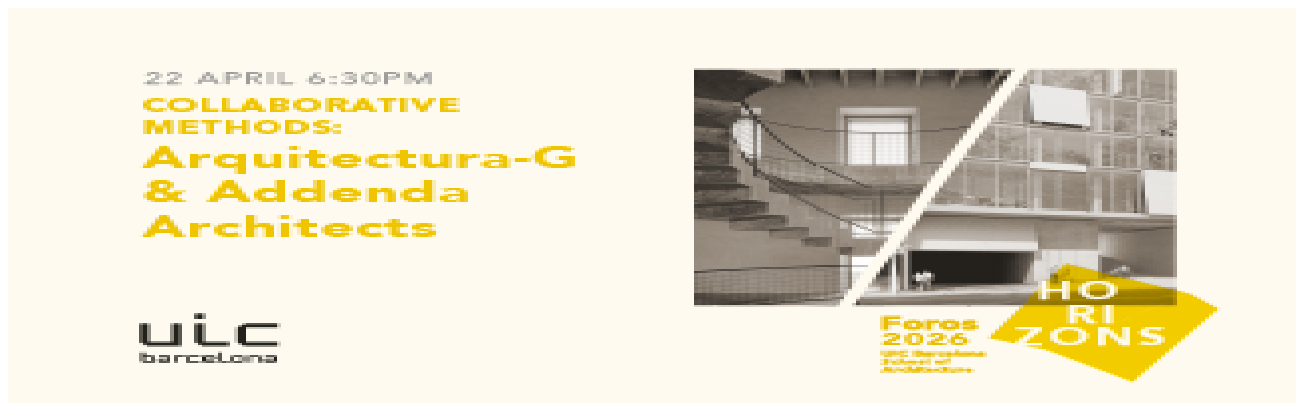 22 APRIL 6:30PM
COLLABORATIVE
METHODS:
Arquitectura-G
& Addenda
Architects
uic
barcelona
Foros
2026
UIC Barcelona
School of
Architecture
HO
RI
ZONS